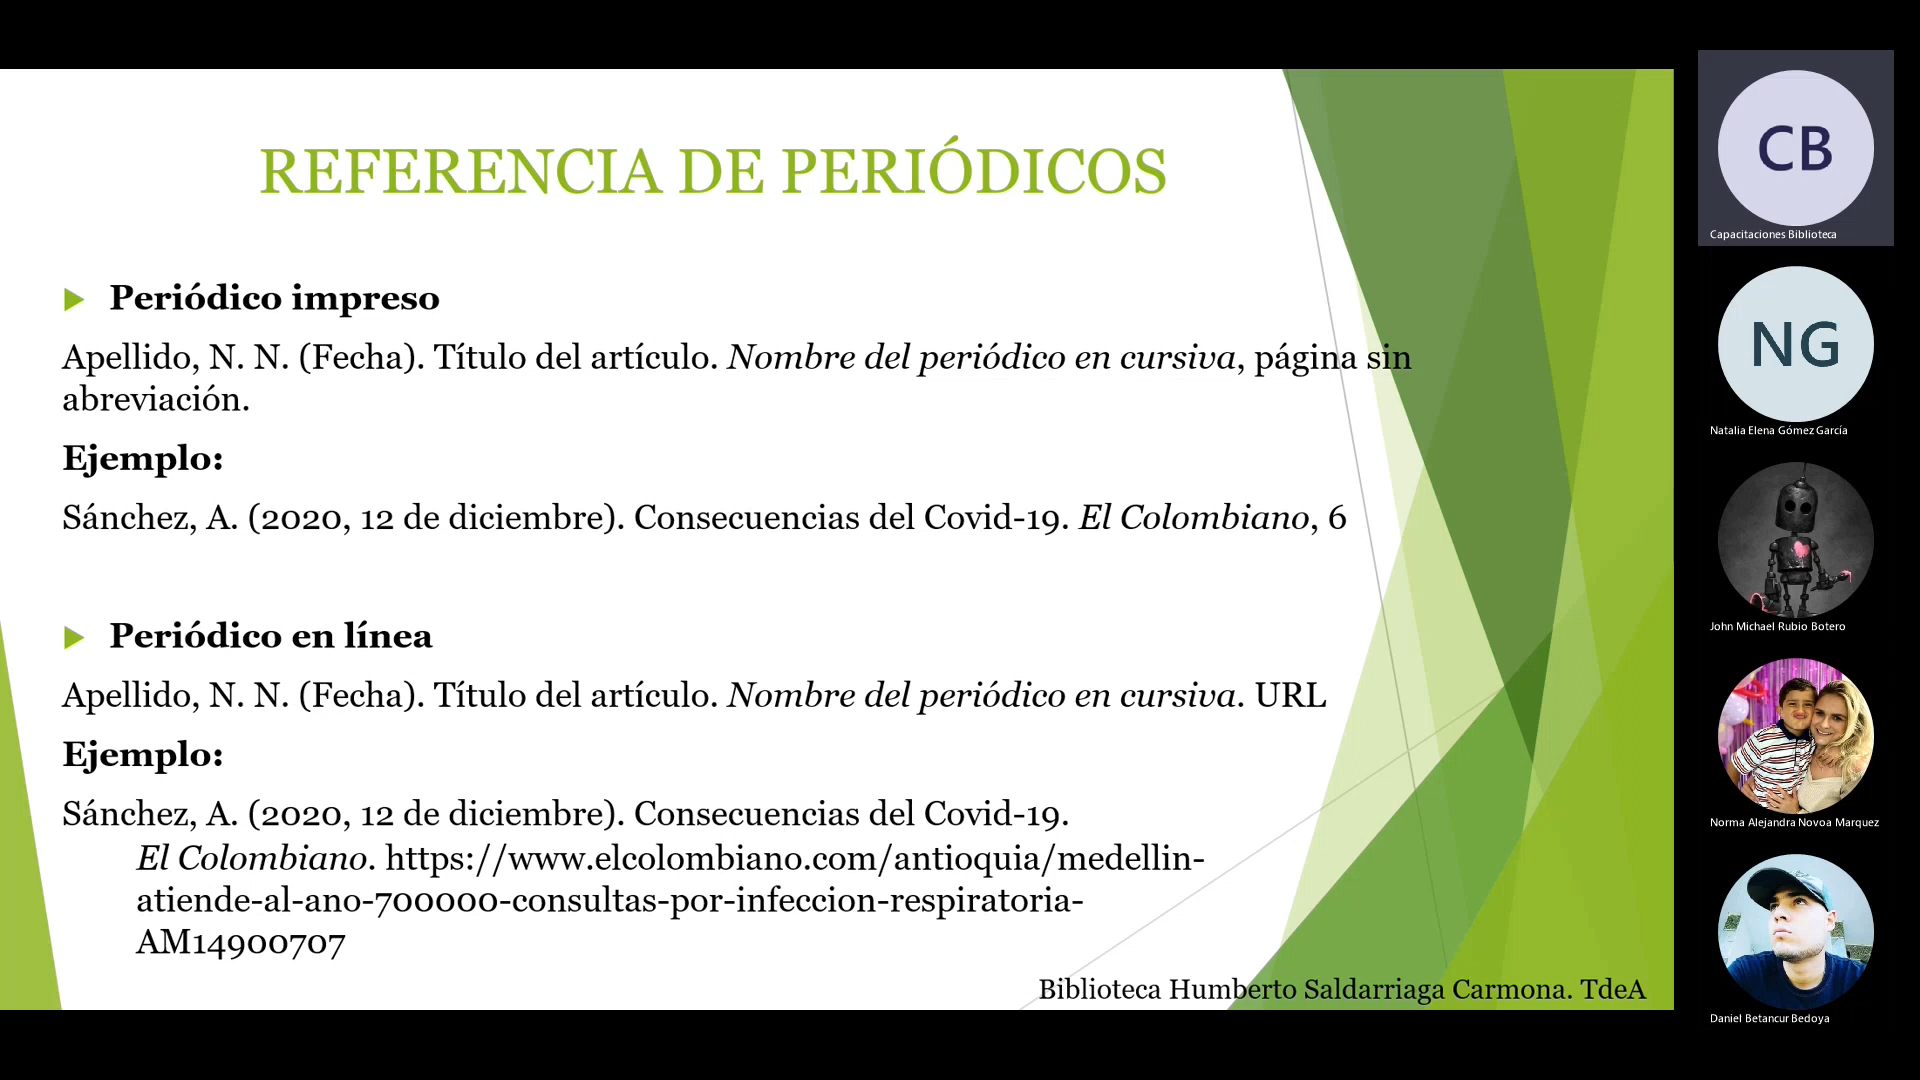 REFERENCIA DE PERIÓDICOS
Periódico impreso
Apellido, N. N. (Fecha). Título del artículo. Nombre del periódico en cursiva, página sin
abreviación.
Ejemplo:
Sánchez, A. (2020, 12 de diciembre). Consecuencias del Covid-19. El Colombiano, 6
Periódico en línea
Apellido, N. N. (Fecha). Título del artículo. Nombre del periódico en cursiva. URL
Ejemplo:
Sánchez, A. (2020, 12 de diciembre). Consecuencias del Covid-19.
El Colombiano. https://www.elcolombiano.com/antioquia/medellin-
atiende-al-ano-700000-consultas-por-infeccion-respiratoria-
AM14900707
Biblioteca Humberto Saldarriaga Carmona. TdeA
CB
Capacitaciones Biblioteca
NG
Natalia Elena Gómez García
John Michael Rubio Botero
Norma Alejandra Novoa Marquez
Daniel Betancur Bedoya